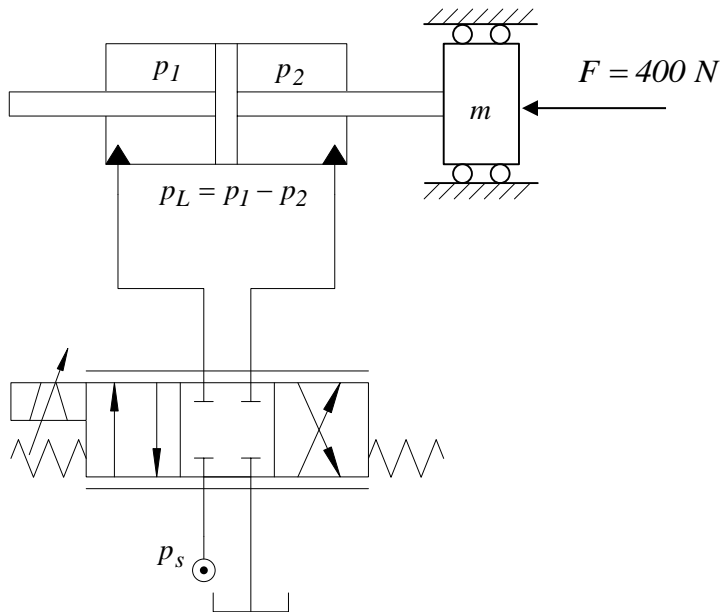 p1 p2
F = 400 N
m
pL = p1 − p2
ps